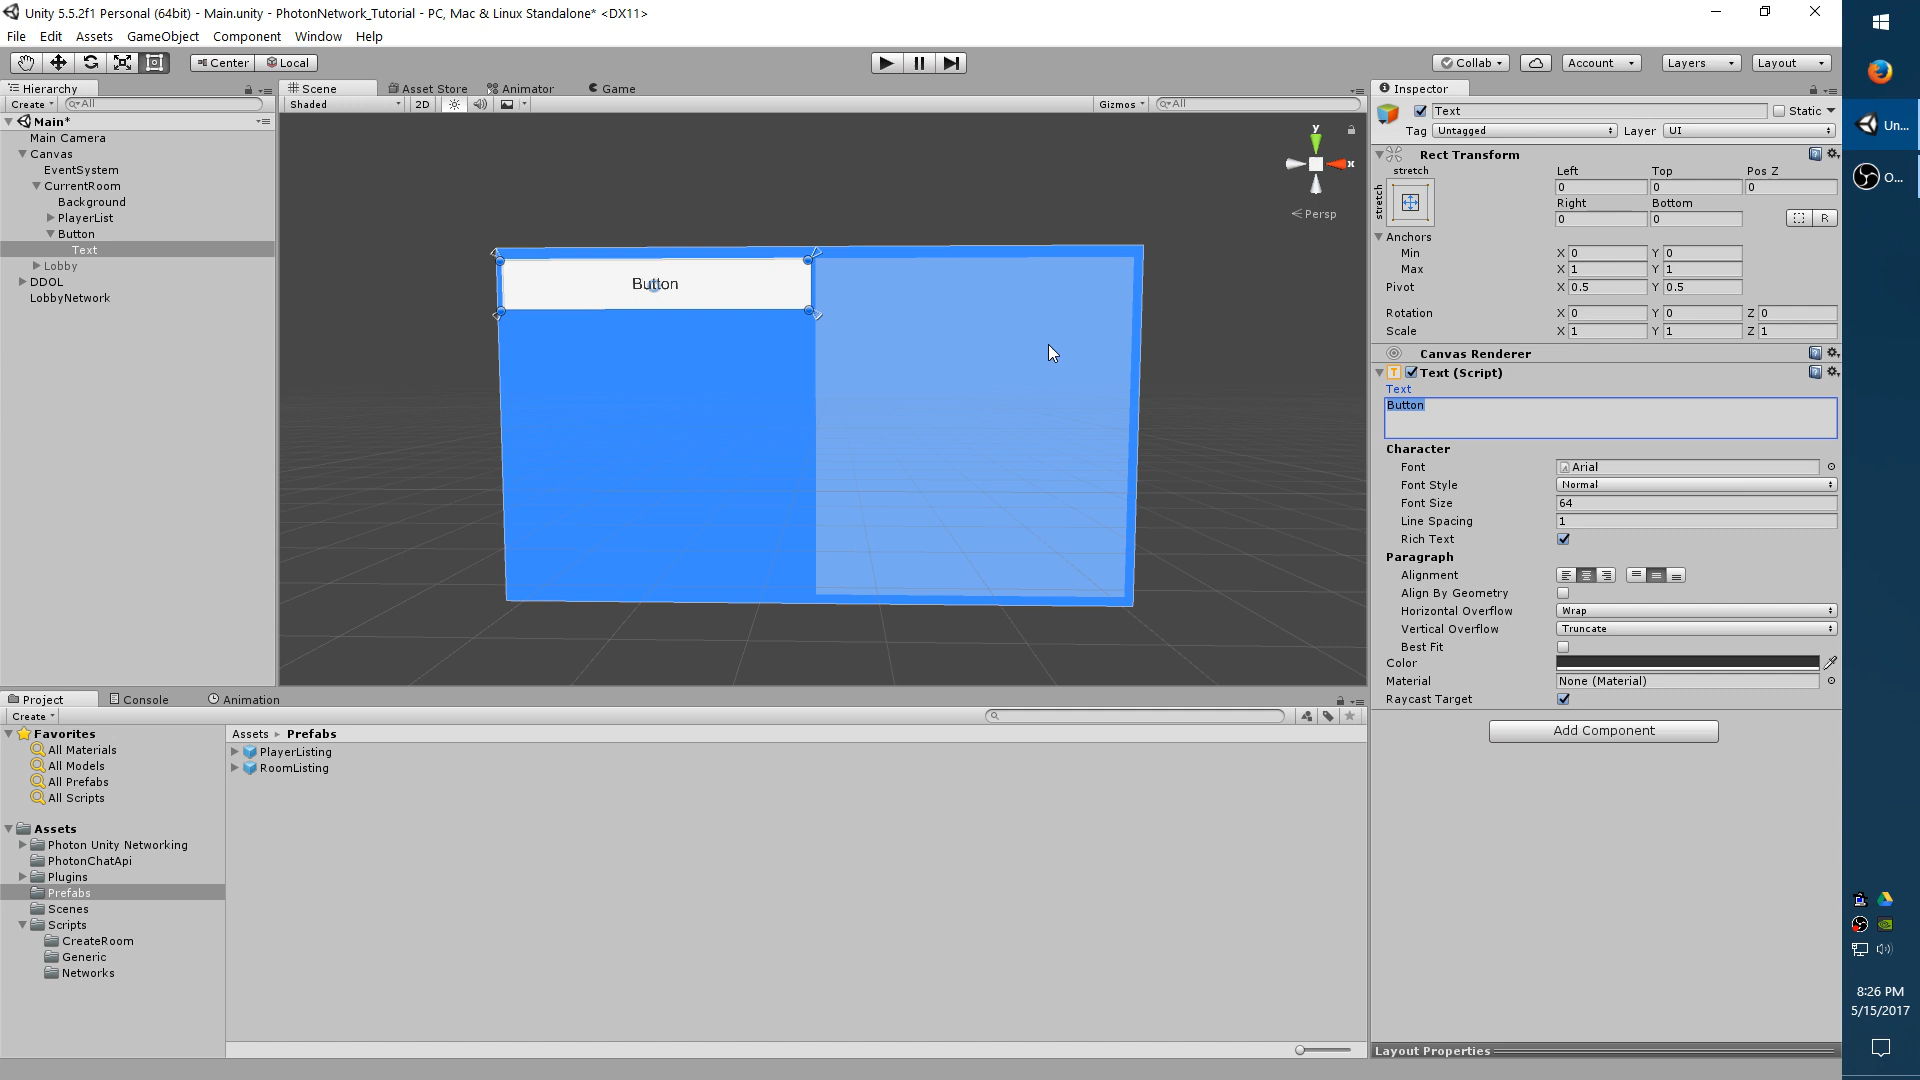 Unity 5.5.2f1 Personal (64bit) - Main.unity - PhotonNetwork_Tutorial - PC, Mac & Linux Standalone* <DX11>
File Edit Assets GameObject Component Window Help
Center Local
Collab Account Layers Layout
Hierarchy
Create All
Main*
Main Camera
Canvas
EventSystem
CurrentRoom
Background
PlayerList
Button
Text
Lobby
DDOL
LobbyNetwork
Scene Asset Store Animator Game
Shaded 2D Gizmos All
y
x
Persp
Button
Inspector
Text Static
Tag Untagged Layer UI
Rect Transform
stretch Left Top Pos Z
stretch
0 0 0
Right Bottom
0 0 R
Anchors
Min X 0 Y 0
Max X 1 Y 1
Pivot X 0.5 Y 0.5
Rotation X 0 Y 0 Z 0
Scale X 1 Y 1 Z 1
Canvas Renderer
T Text (Script)
Text
Button
Character
Font Arial
Font Style Normal
Font Size 64
Line Spacing 1
Rich Text
Paragraph
Alignment
Align By Geometry
Horizontal Overflow Wrap
Vertical Overflow Truncate
Best Fit
Color
Material None (Material)
Raycast Target
Add Component
Layout Properties
Project Console Animation
Create
Favorites
All Materials
All Models
All Prefabs
All Scripts
Assets
Photon Unity Networking
PhotonChatApi
Plugins
Prefabs
Scenes
Scripts
CreateRoom
Generic
Networks
Assets Prefabs
PlayerListing
RoomListing
Un...
O...
8:26 PM
5/15/2017